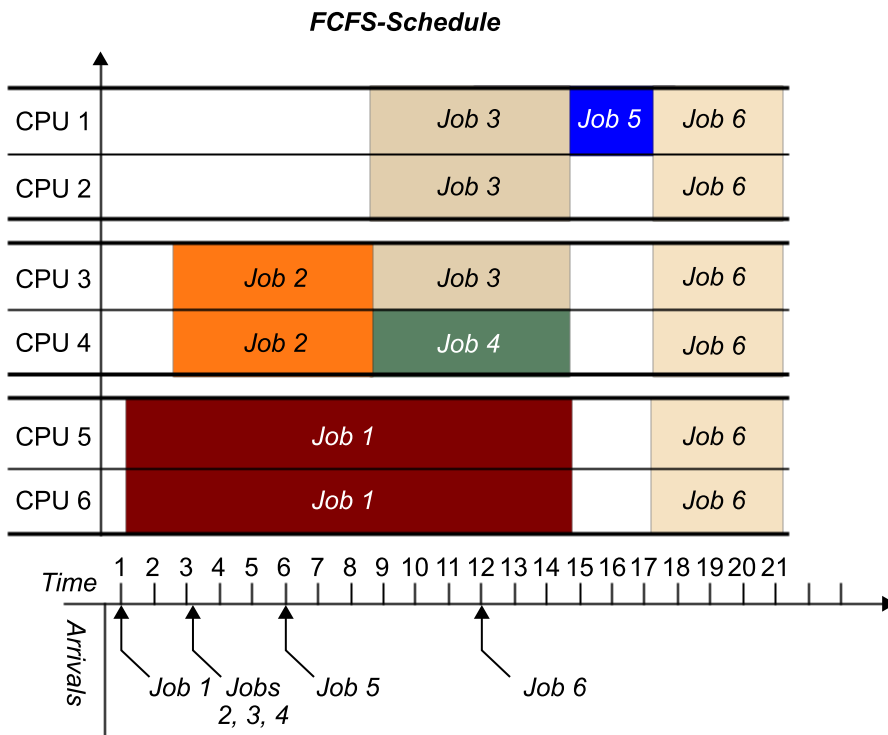 FCFS-Schedule
CPU 1 Job 3 Job 5 Job 6
CPU 2 Job 3 Job 6
CPU 3 Job 2 Job 3 Job 6
CPU 4 Job 2 Job 4 Job 6
CPU 5 Job 1 Job 6
CPU 6 Job 1 Job 6
Time 1 2 3 4 5 6 7 8 9 10 11 12 13 14 15 16 17 18 19 20 21
Arrivals
Job 1 Jobs Job 5 Job 6
2, 3, 4